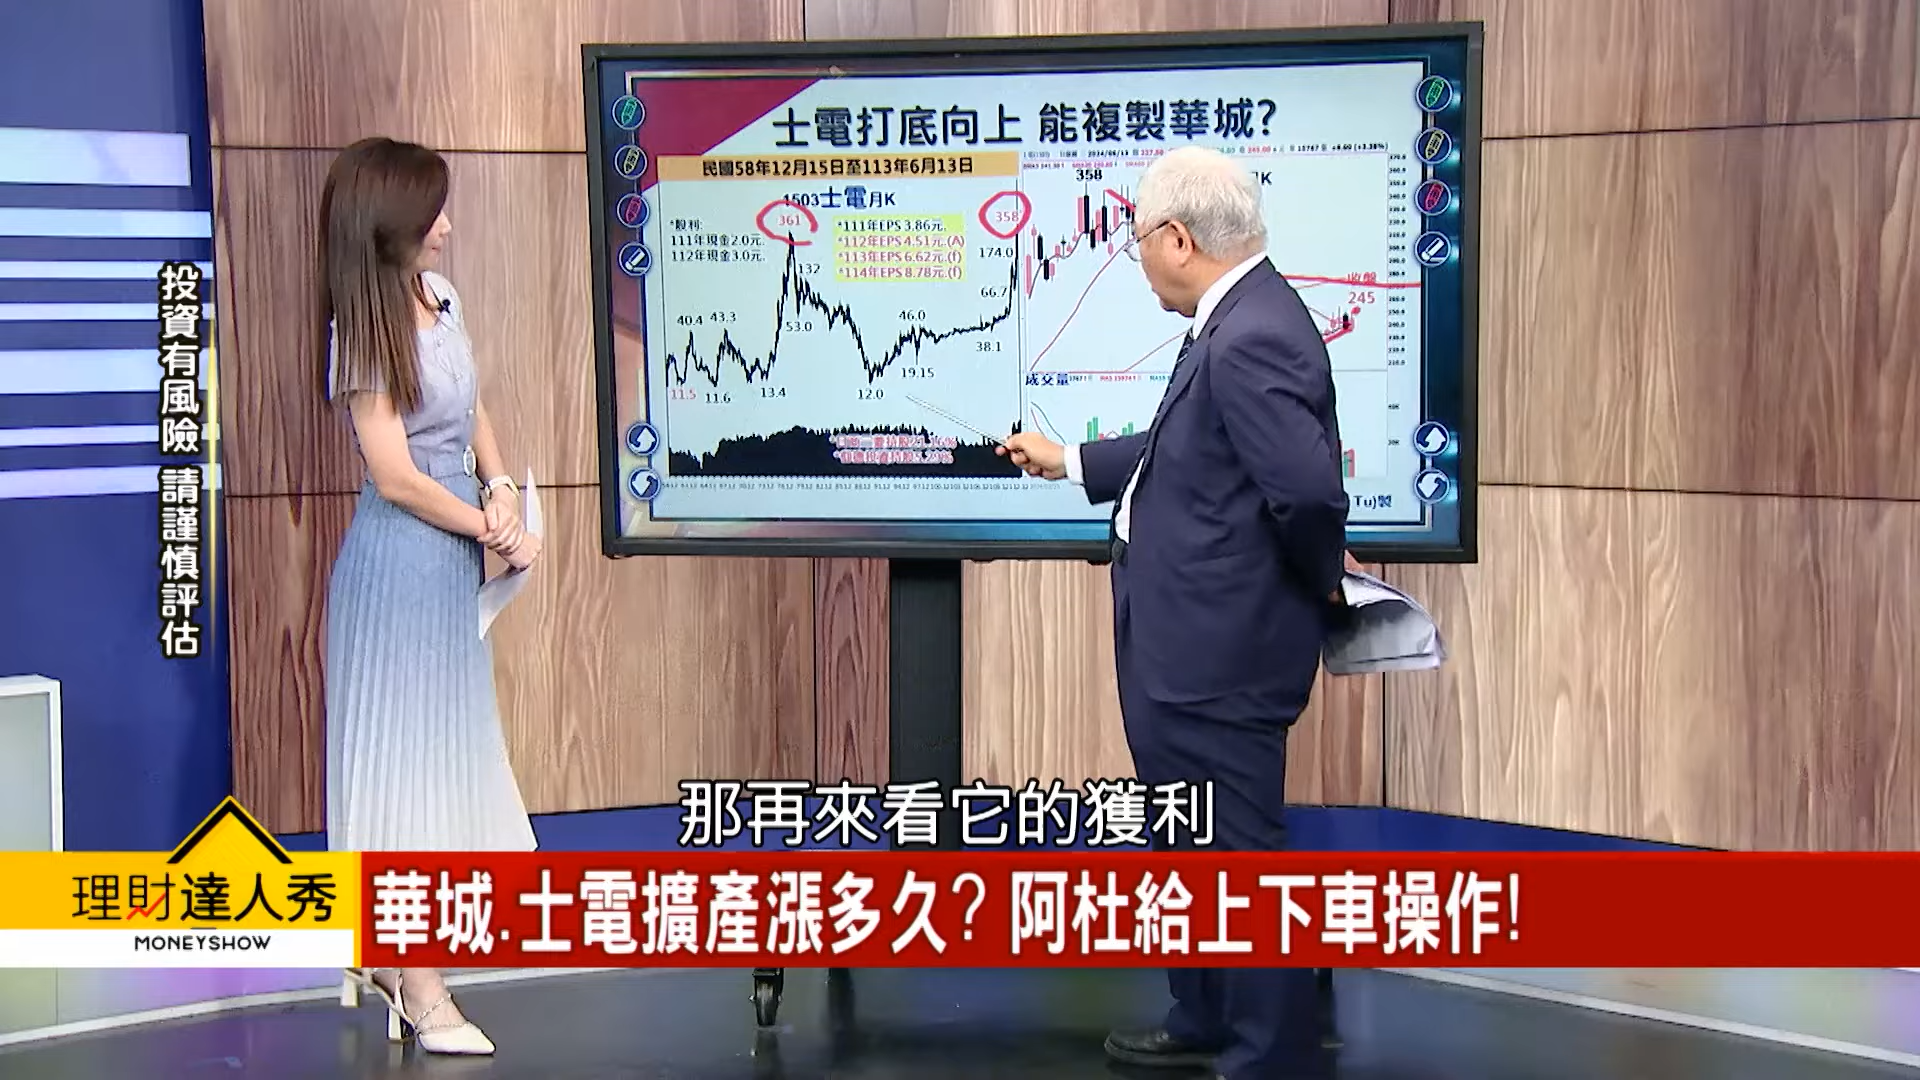 士電打底向上 能複製華城?
民國58年12月15日至113年6月13日
1503士電月K
*股利:
111年現金2.0元.
112年現金3.0元.
361
*111年EPS 3.86元.
*112年EPS 4.51元.(A)
*113年EPS 6.62元.(f)
*114年EPS 8.78元.(f)
358
174.0
132
66.7
40.4
43.3
53.0
46.0
38.1
19.15
11.5
11.6
13.4
12.0
358
K
收盤
245
成交量
Tu)製
投資有風險 請謹慎評估
那再來看它的獲利
理財達人秀
MONEYSHOW
華城.士電擴產漲多久? 阿杜給上下車操作!